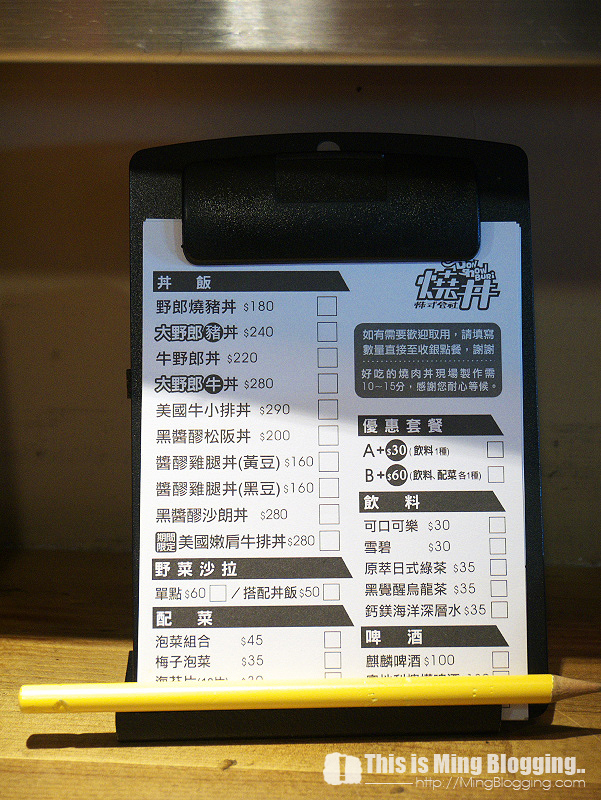 丼 飯
野郎燒豬丼 $180
大野郎豬丼 $240
牛野郎丼 $220
大野郎牛丼 $280
美國牛小排丼 $290
黑醬醪松阪丼 $200
醬醪雞腿丼(黃豆) $160
醬醪雞腿丼(黑豆) $160
黑醬醪沙朗丼 $280
期間限定 美國嫩肩牛排丼 $280
野菜沙拉
單點 $60 / 搭配丼飯 $50
配 菜
泡菜組合 $45
梅子泡菜 $35
燒丼
株式会社
如有需要歡迎取用，請填寫
數量直接至收銀點餐，謝謝
好吃的燒肉丼現場製作需
10～15分，感謝您耐心等候。
優惠套餐
A+$30(飲料1種)
B+$60(飲料、配菜各1種)
飲 料
可口可樂 $30
雪碧 $30
原萃日式綠茶 $35
黑覺醒烏龍茶 $35
鈣鎂海洋深層水 $35
啤 酒
麒麟啤酒 $100
This is Ming Blogging..
http://MingBlogging.com